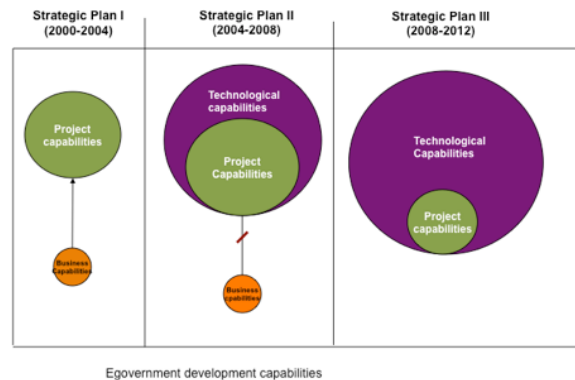 Strategic Plan I
(2000-2004)
Strategic Plan II
(2004-2008)
Strategic Plan III
(2008-2012)
Project
capabilities
Business
Capabilities
Technological
capabilities
Project
Capabilities
Business
cpabilities
Technological
Capabilities
Project
capabilities
Egovernment development capabilities